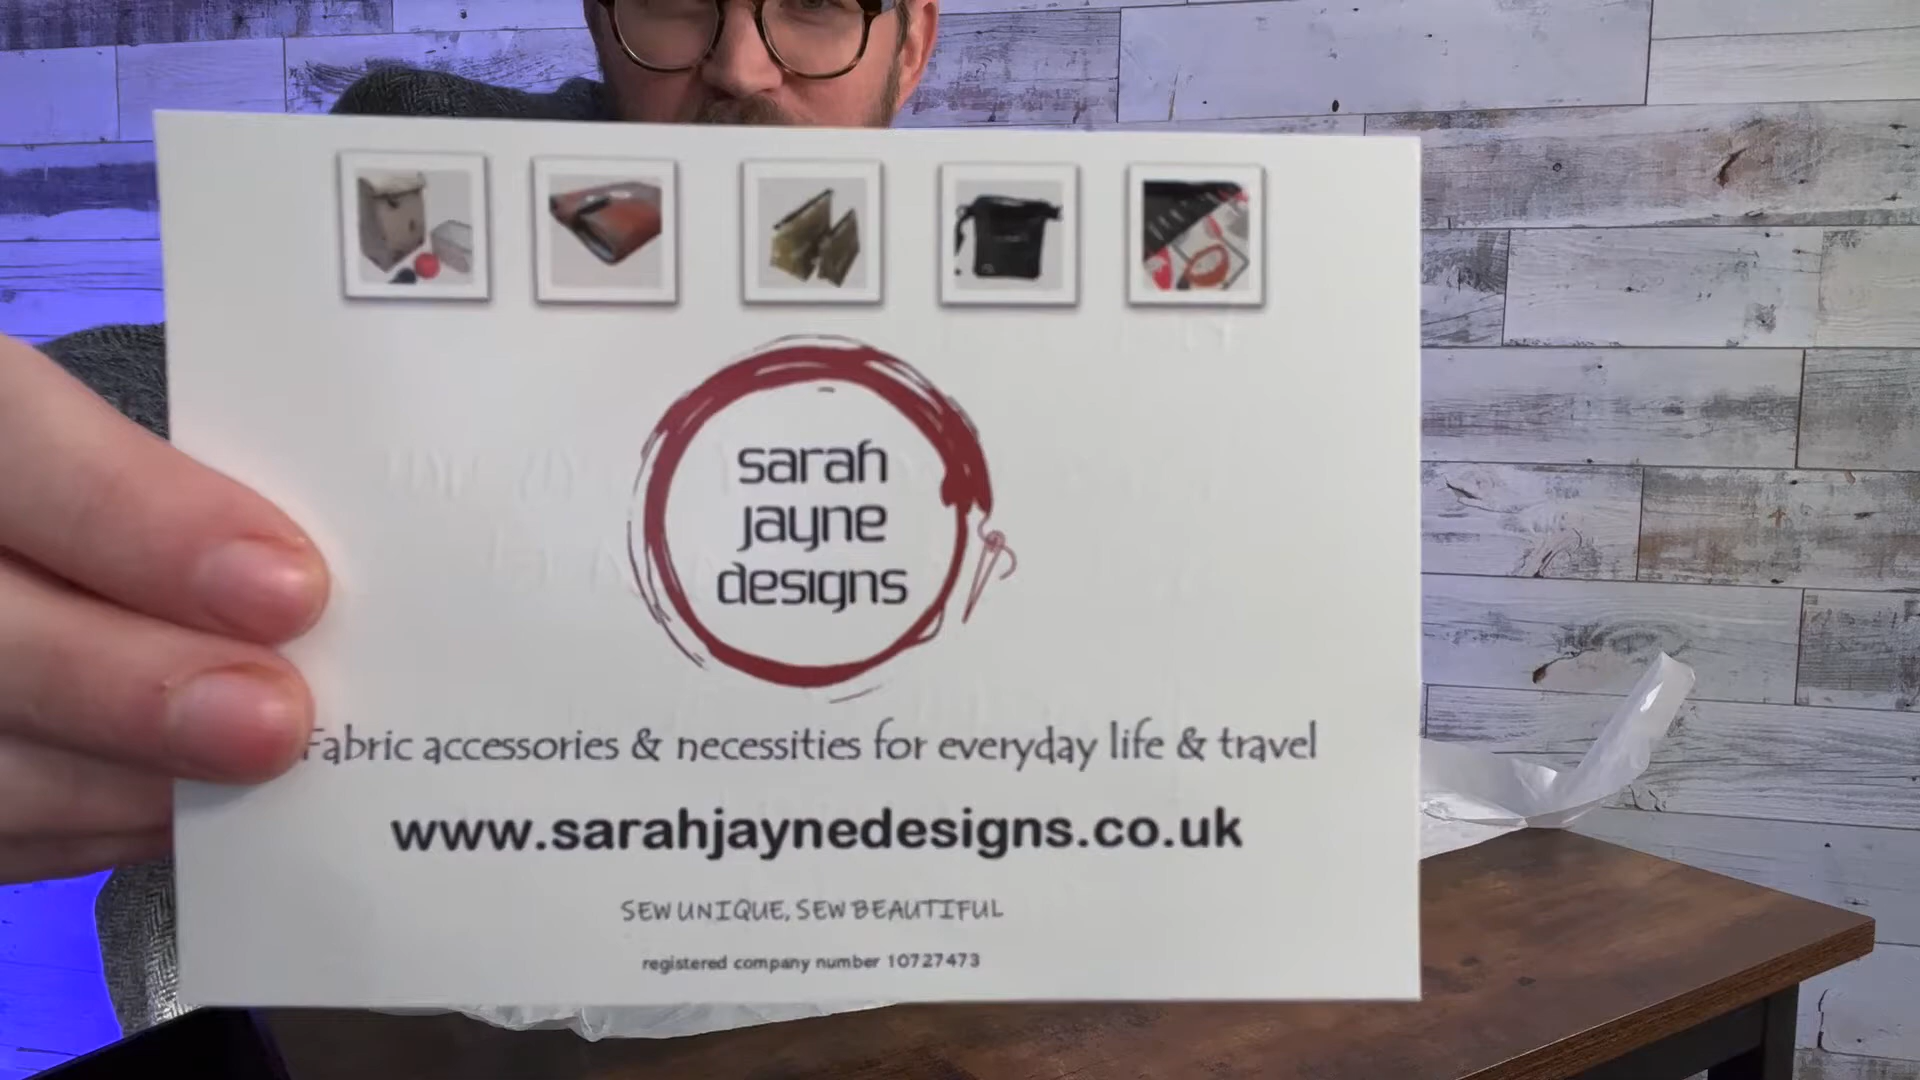 sarah
jayne
designs
Fabric accessories & necessities for everyday life & travel
www.sarahjaynedesigns.co.uk
SEW UNIQUE, SEW BEAUTIFUL
registered company number 10727473